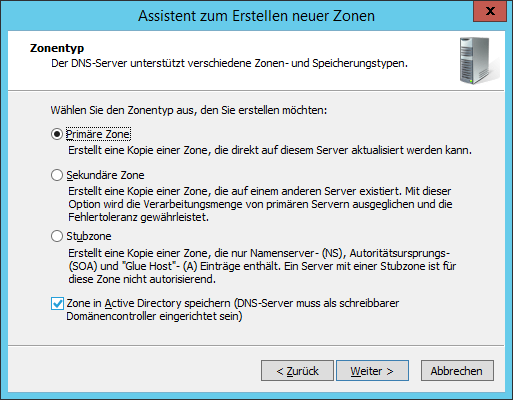 Assistent zum Erstellen neuer Zonen
x
Zonentyp
Der DNS-Server unterstützt verschiedene Zonen- und Speicherungstypen.
Wählen Sie den Zonentyp aus, den Sie erstellen möchten:
Primäre Zone
Erstellt eine Kopie einer Zone, die direkt auf diesem Server aktualisiert werden kann.
Sekundäre Zone
Erstellt eine Kopie einer Zone, die auf einem anderen Server existiert. Mit dieser
Option wird die Verarbeitungsmenge von primären Servern ausgeglichen und die
Fehlertoleranz gewährleistet.
Stubzone
Erstellt eine Kopie einer Zone, die nur Namenserver- (NS), Autoritätsursprungs-
(SOA) und "Glue Host"- (A) Einträge enthält. Ein Server mit einer Stubzone ist für
diese Zone nicht autorisierend.
Zone in Active Directory speichern (DNS-Server muss als schreibbarer
Domänencontroller eingerichtet sein)
< Zurück Weiter > Abbrechen